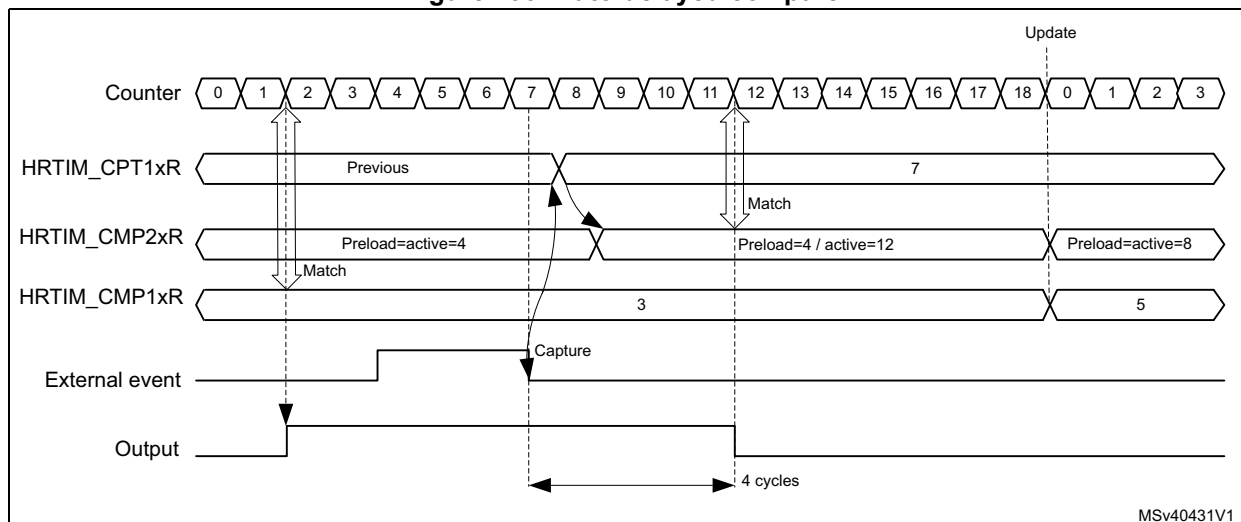 Update
Counter 0 1 2 3 4 5 6 7 8 9 10 11 12 13 14 15 16 17 18 0 1 2 3
HRTIM_CPT1xR Previous 7
Match
HRTIM_CMP2xR Preload=active=4 Preload=4 / active=12 Preload=active=8
Match
HRTIM_CMP1xR 3 5
Capture
External event
Output
4 cycles
MSv40431V1